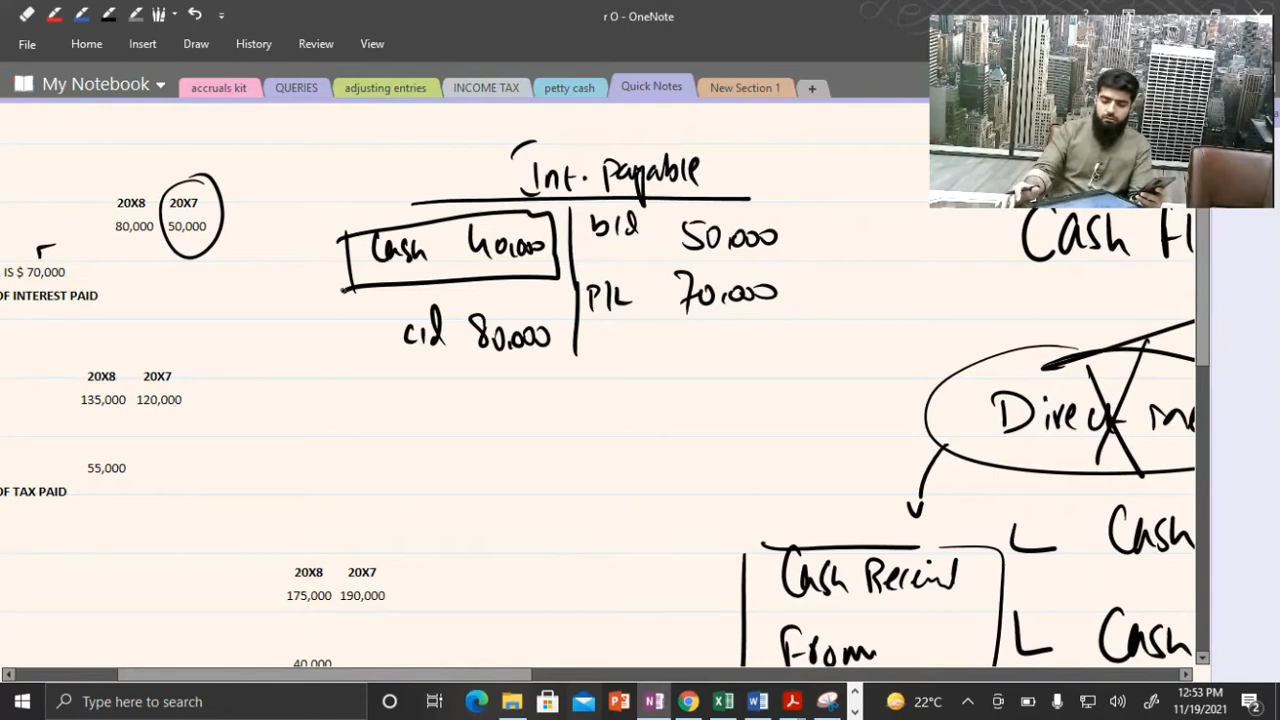 r O - OneNote
File Home Insert Draw History Review View
My Notebook accruals kit QUERIES adjusting entries INCOMETAX petty cash Quick Notes New Section 1
Int. payable
20X8 20X7
80,000 50,000
Cash 40,000 b/d 50,000
IS $ 70,000
OF INTEREST PAID
P/L 70,000
c/d 80,000
Cash Fl
20X8 20X7
135,000 120,000
Direct me
55,000
OF TAX PAID
Cash
Cash
From
20X8 20X7
175,000 190,000
Cash
40,000
Type here to search
22°C
12:53 PM
11/19/2021
2